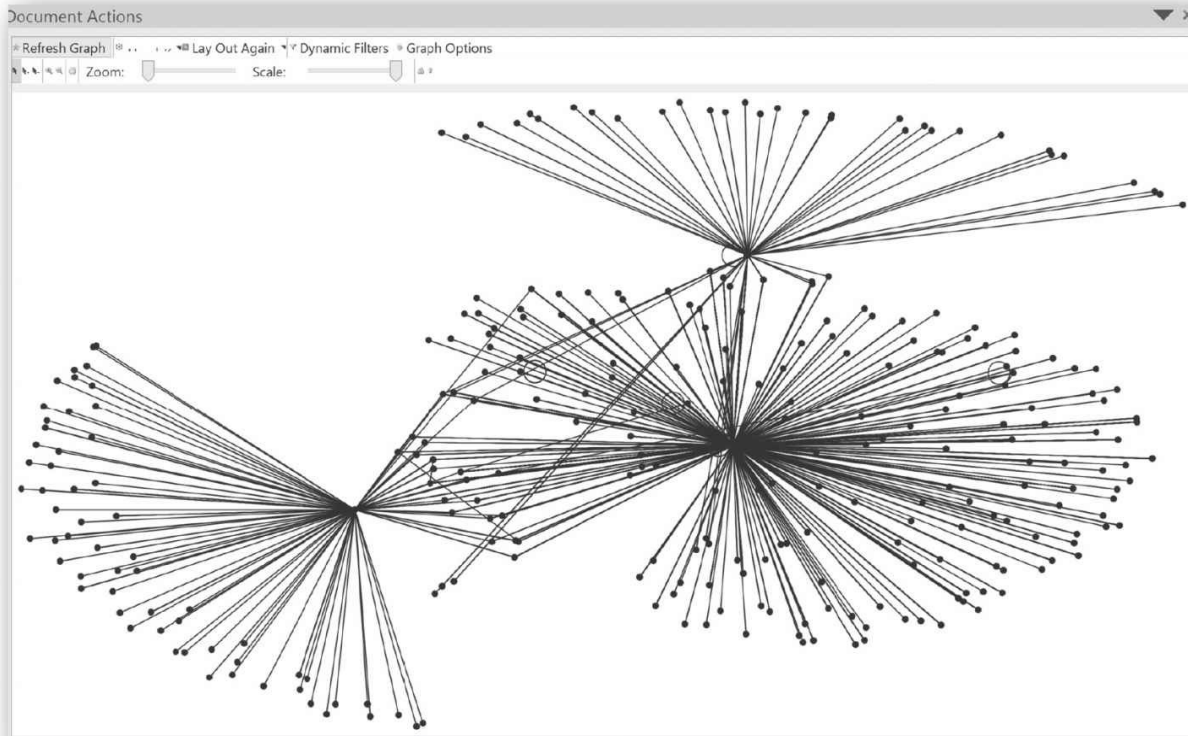 Document Actions
Refresh Graph Lay Out Again Dynamic Filters Graph Options
Zoom: Scale: